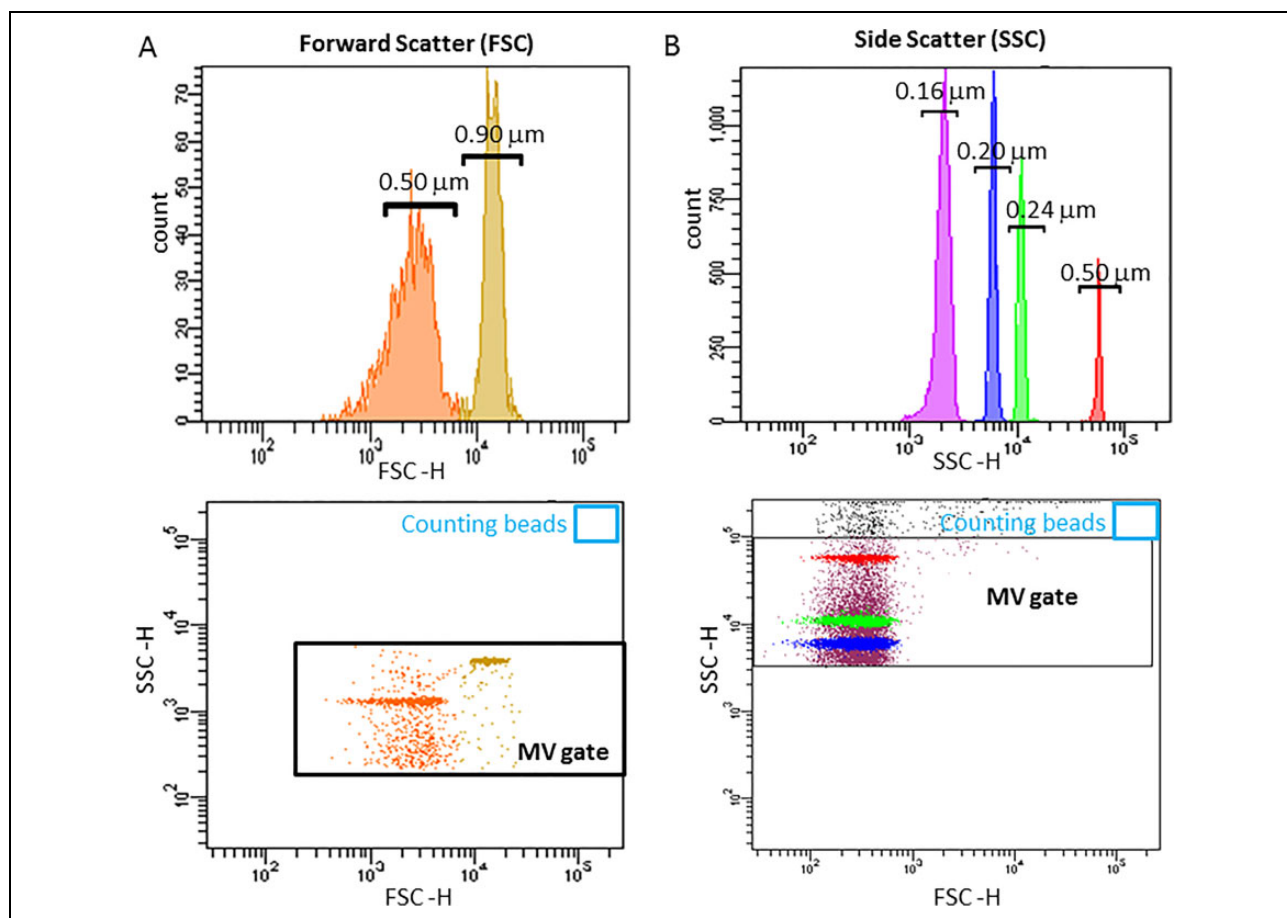 A
Forward Scatter (FSC)
70
60
50
40
30
20
10
0
count
0.50 μm
0.90 μm
10²
10³
10⁴
10⁵
FSC -H
B
Side Scatter (SSC)
1,000
750
500
250
0
count
0.16 μm
0.20 μm
0.24 μm
0.50 μm
10²
10³
10⁴
10⁵
SSC -H
Counting beads
10⁵
10⁴
10³
10²
SSC -H
MV gate
10²
10³
10⁴
10⁵
FSC -H
Counting beads
10⁵
10⁴
10³
10²
SSC -H
MV gate
10²
10³
10⁴
10⁵
FSC -H